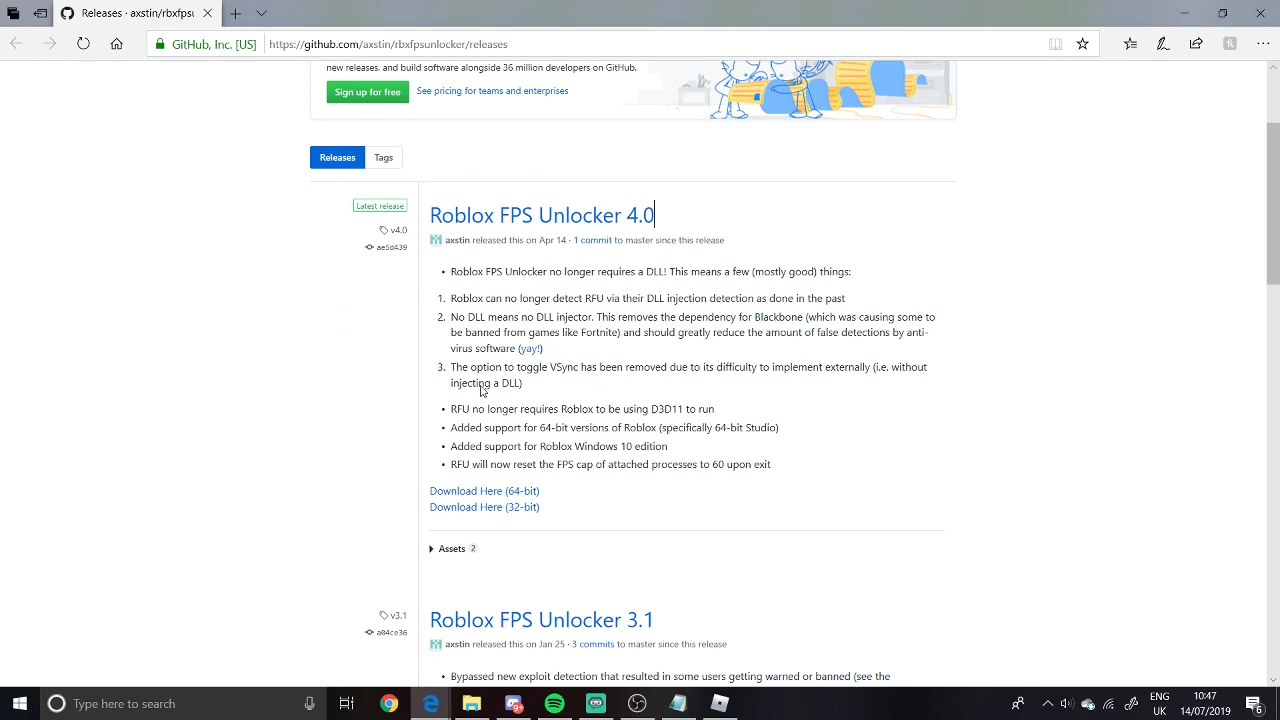 Releases · axstin/rbxfpsunlocker
GitHub, Inc. [US]
https://github.com/axstin/rbxfpsunlocker/releases
new releases, and build software alongside 36 million developers on GitHub.
Sign up for free
See pricing for teams and enterprises
Releases
Tags
Latest release
v4.0
ae5d439
Roblox FPS Unlocker 4.0
axstin released this on Apr 14 · 1 commit to master since this release
• Roblox FPS Unlocker no longer requires a DLL! This means a few (mostly good) things:
1. Roblox can no longer detect RFU via their DLL injection detection as done in the past
2. No DLL means no DLL injector. This removes the dependency for Blackbone (which was causing some to
be banned from games like Fortnite) and should greatly reduce the amount of false detections by anti-
virus software (yay!)
3. The option to toggle VSync has been removed due to its difficulty to implement externally (i.e. without
injecting a DLL)
• RFU no longer requires Roblox to be using D3D11 to run
• Added support for 64-bit versions of Roblox (specifically 64-bit Studio)
• Added support for Roblox Windows 10 edition
• RFU will now reset the FPS cap of attached processes to 60 upon exit
Download Here (64-bit)
Download Here (32-bit)
Assets 2
v3.1
a04ce36
Roblox FPS Unlocker 3.1
axstin released this on Jan 25 · 3 commits to master since this release
• Bypassed new exploit detection that resulted in some users getting warned or banned (see the
Type here to search
ENG
UK
10:47
14/07/2019
6